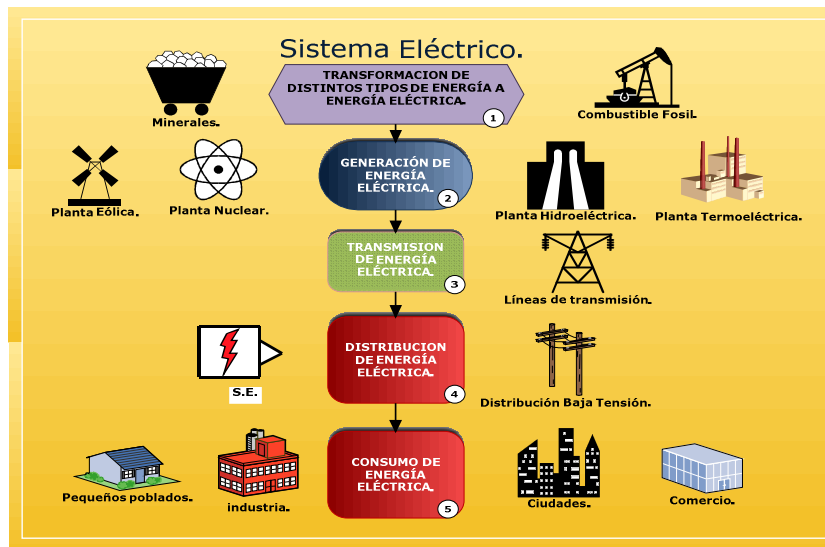 Sistema Eléctrico.
TRANSFORMACION DE
DISTINTOS TIPOS DE ENERGÍA A
ENERGÍA ELÉCTRICA.
1
Minerales.
Combustible Fosil.
GENERACIÓN DE
ENERGÍA
ELÉCTRICA.
2
Planta Eólica.
Planta Nuclear.
Planta Hidroeléctrica.
Planta Termoeléctrica.
TRANSMISION
DE ENERGÍA
ELÉCTRICA.
3
Líneas de transmisión.
DISTRIBUCION
DE ENERGÍA
ELÉCTRICA.
4
S.E.
Distribución Baja Tensión.
CONSUMO DE
ENERGÍA
ELÉCTRICA.
5
Pequeños poblados.
industria.
Ciudades.
Comercio.